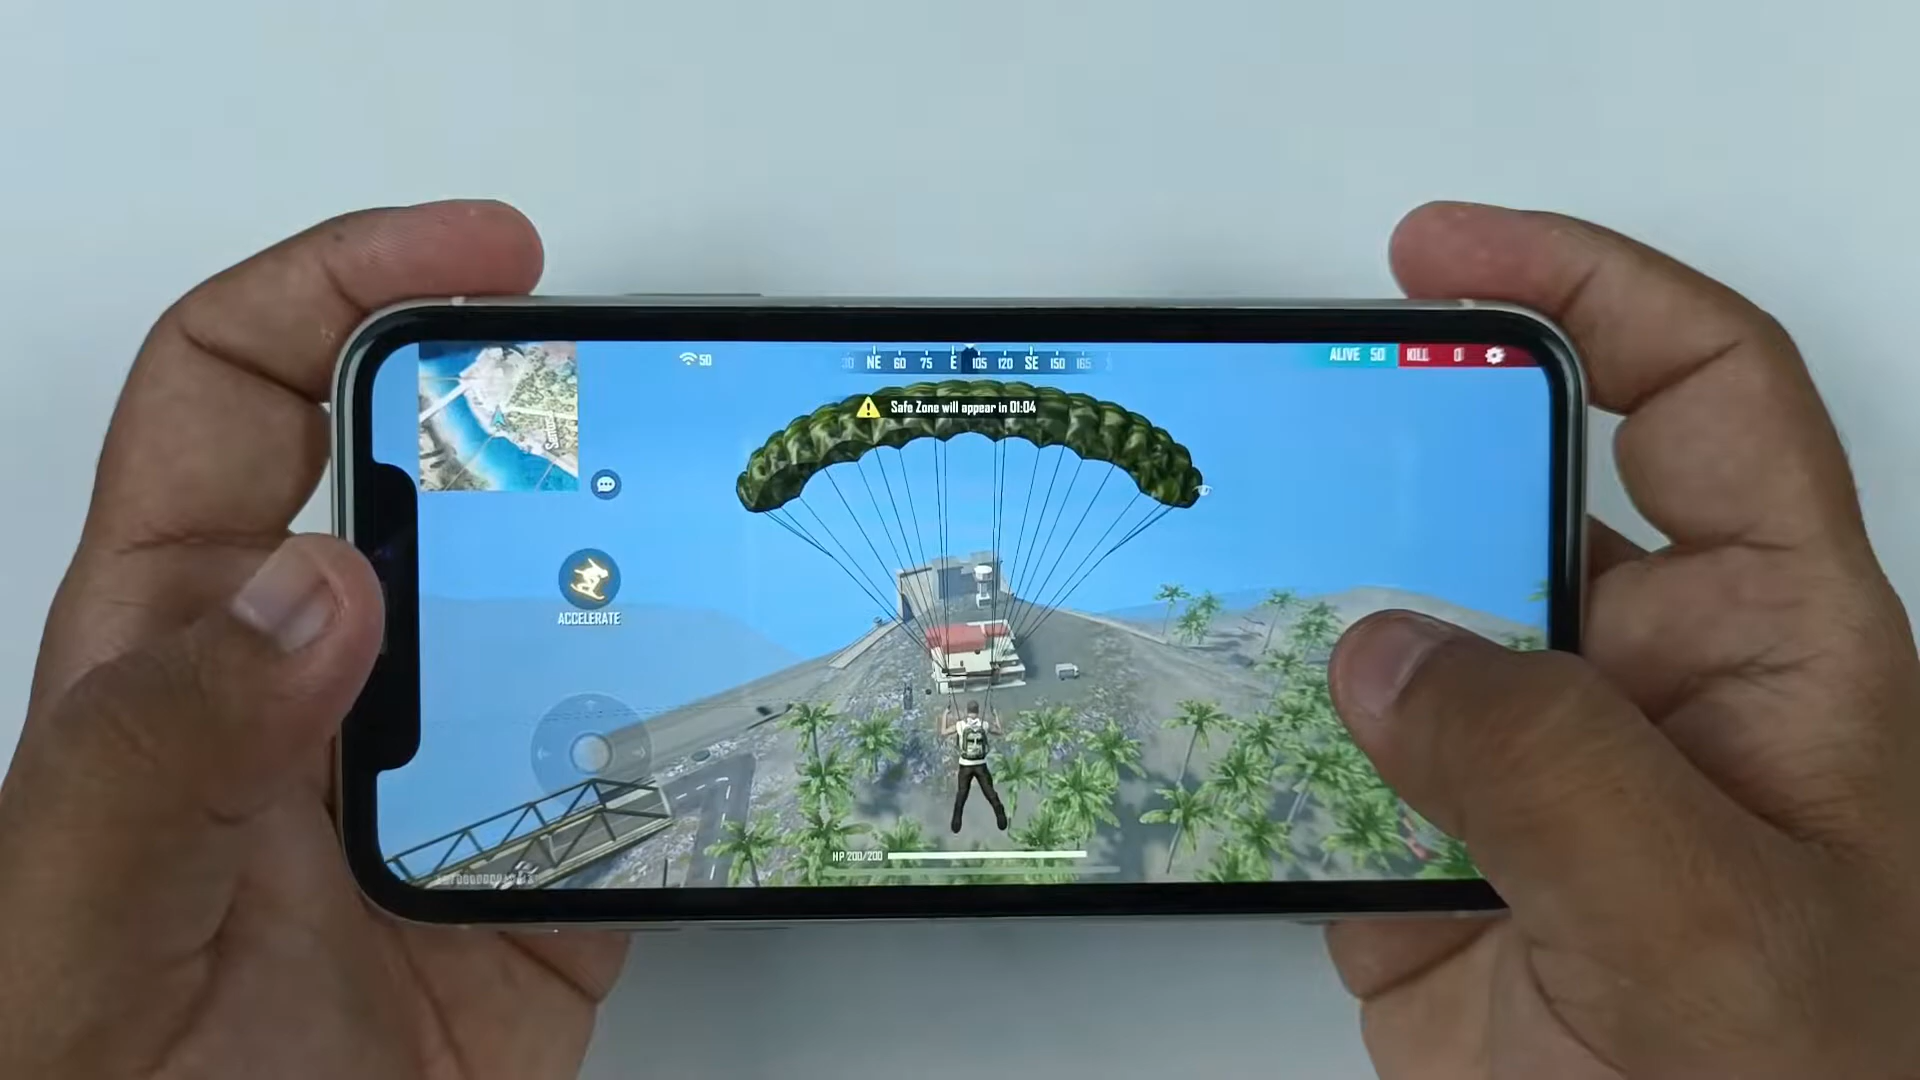 50
30 NE 60 75 E 105 120 SE 150 165
ALIVE 50
KILL 0
Safe Zone will appear in 01:04
ACCELERATE
HP 200/200